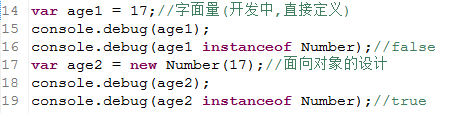 14 var age1 = 17;//字面量(开发中,直接定义)
15 console.debug(age1);
16 console.debug(age1 instanceof Number);//false
17 var age2 = new Number(17);//面向对象的设计
18 console.debug(age2);
19 console.debug(age2 instanceof Number);//true